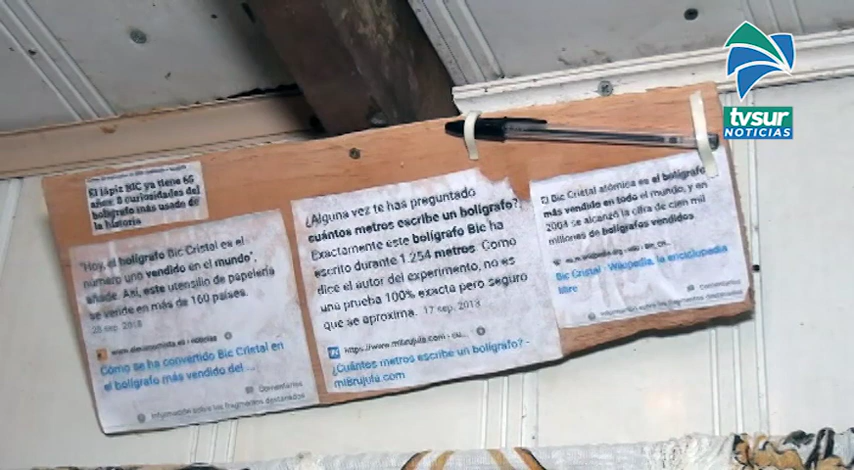 tvsur
NOTICIAS
El lápiz BIC ya tiene 65
años: 8 curiosidades del
bolígrafo más usado de
la historia
"Hoy, el bolígrafo Bic Cristal es el
número uno vendido en el mundo",
añade. Así, este utensilio de papelería
se vende en más de 160 países.
28 sep. 2018
noticias
Cómo se ha convertido Bic Cristal en
el bolígrafo más vendido del ...
Comentarios
Información sobre los fragmentos destacados
¿Alguna vez te has preguntado
cuántos metros escribe un bolígrafo?
Exactamente este bolígrafo Bic ha
escrito durante 1.254 metros. Como
dice el autor del experimento, no es
una prueba 100% exacta pero seguro
que se aproxima. 17 sep. 2018
https://www.mibrujula.com › cu...
¿Cuántos metros escribe un bolígrafo? -
miBrujula.com
El Bic Cristal atómica es el bolígrafo
más vendido en todo el mundo, y en
2004 se alcanzó la cifra de cien mil
millones de bolígrafos vendidos.
Bic Cristal - Wikipedia, la enciclopedia
libre
Comentarios
Información sobre los fragmentos destacados